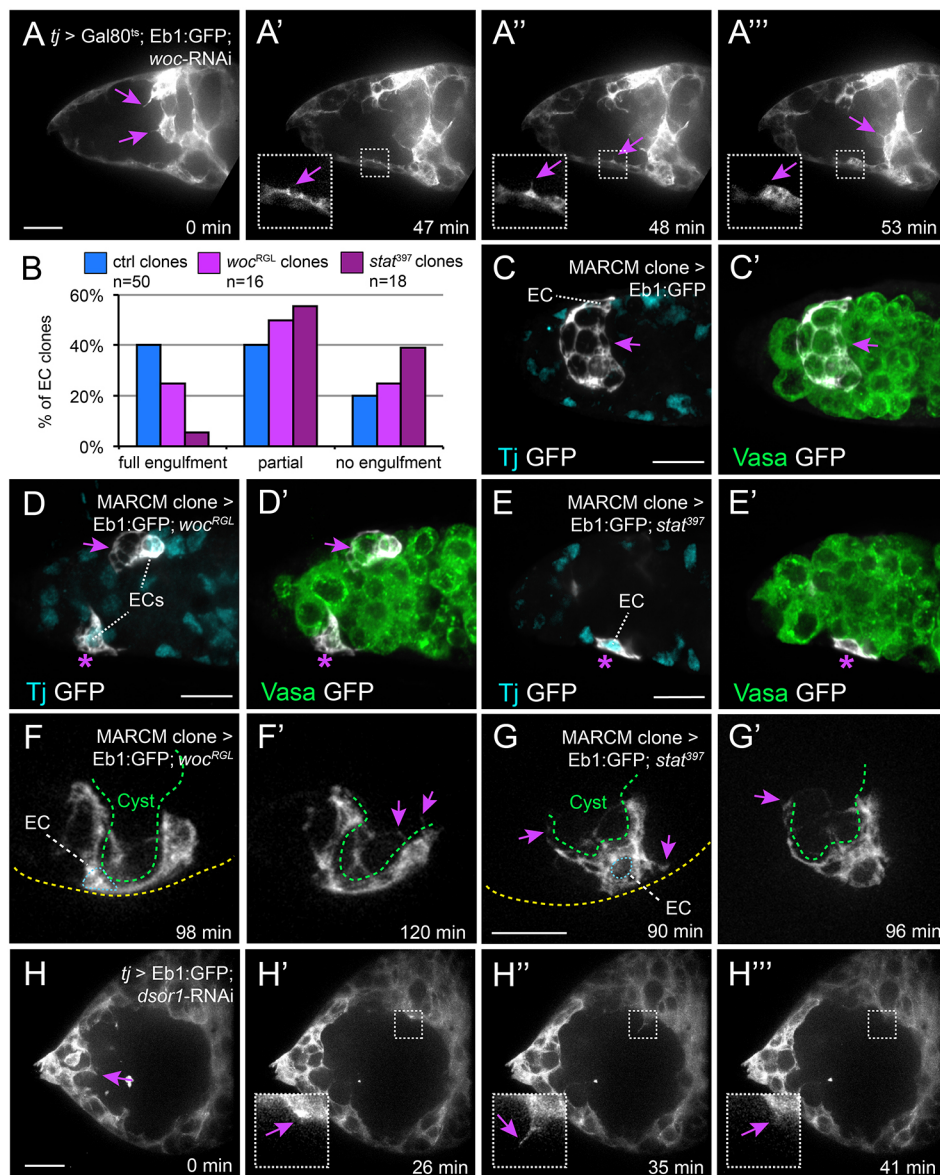 A
tj > Gal80ts; Eb1:GFP;
woc-RNAi
0 min
A'
47 min
A''
48 min
A'''
53 min
B
ctrl clones
n=50
wocRGL clones
n=16
stat397 clones
n=18
% of EC clones
60%
40%
20%
0%
full engulfment
partial
no engulfment
C
MARCM clone >
Eb1:GFP
EC
Tj GFP
C'
Vasa GFP
D
MARCM clone >
Eb1:GFP; wocRGL
ECs
*
Tj GFP
D'
*
Vasa GFP
E
MARCM clone >
Eb1:GFP; stat397
EC
*
Tj GFP
E'
*
Vasa GFP
F
MARCM clone >
Eb1:GFP; wocRGL
Cyst
EC
98 min
F'
120 min
G
MARCM clone >
Eb1:GFP; stat397
Cyst
EC
90 min
G'
96 min
H
tj > Eb1:GFP;
dsor1-RNAi
0 min
H'
26 min
H''
35 min
H'''
41 min